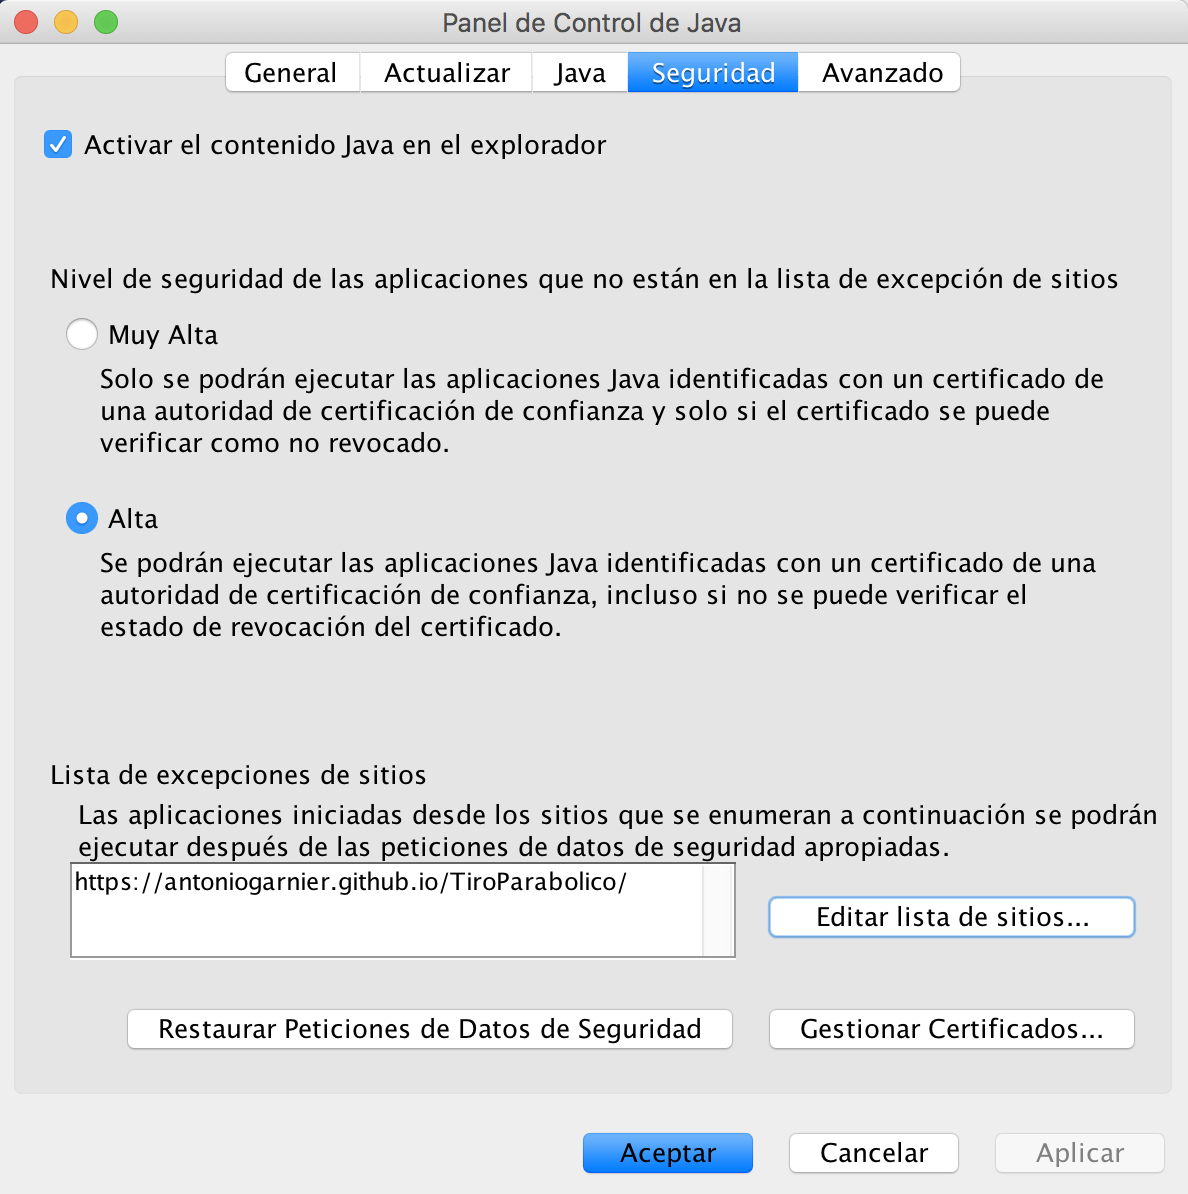 Panel de Control de Java
General
Actualizar
Java
Seguridad
Avanzado
Activar el contenido Java en el explorador
Nivel de seguridad de las aplicaciones que no están en la lista de excepción de sitios
Muy Alta
Solo se podrán ejecutar las aplicaciones Java identificadas con un certificado de
una autoridad de certificación de confianza y solo si el certificado se puede
verificar como no revocado.
Alta
Se podrán ejecutar las aplicaciones Java identificadas con un certificado de una
autoridad de certificación de confianza, incluso si no se puede verificar el
estado de revocación del certificado.
Lista de excepciones de sitios
Las aplicaciones iniciadas desde los sitios que se enumeran a continuación se podrán
ejecutar después de las peticiones de datos de seguridad apropiadas.
https://antoniogarnier.github.io/TiroParabolico/
Editar lista de sitios...
Restaurar Peticiones de Datos de Seguridad
Gestionar Certificados...
Aceptar
Cancelar
Aplicar